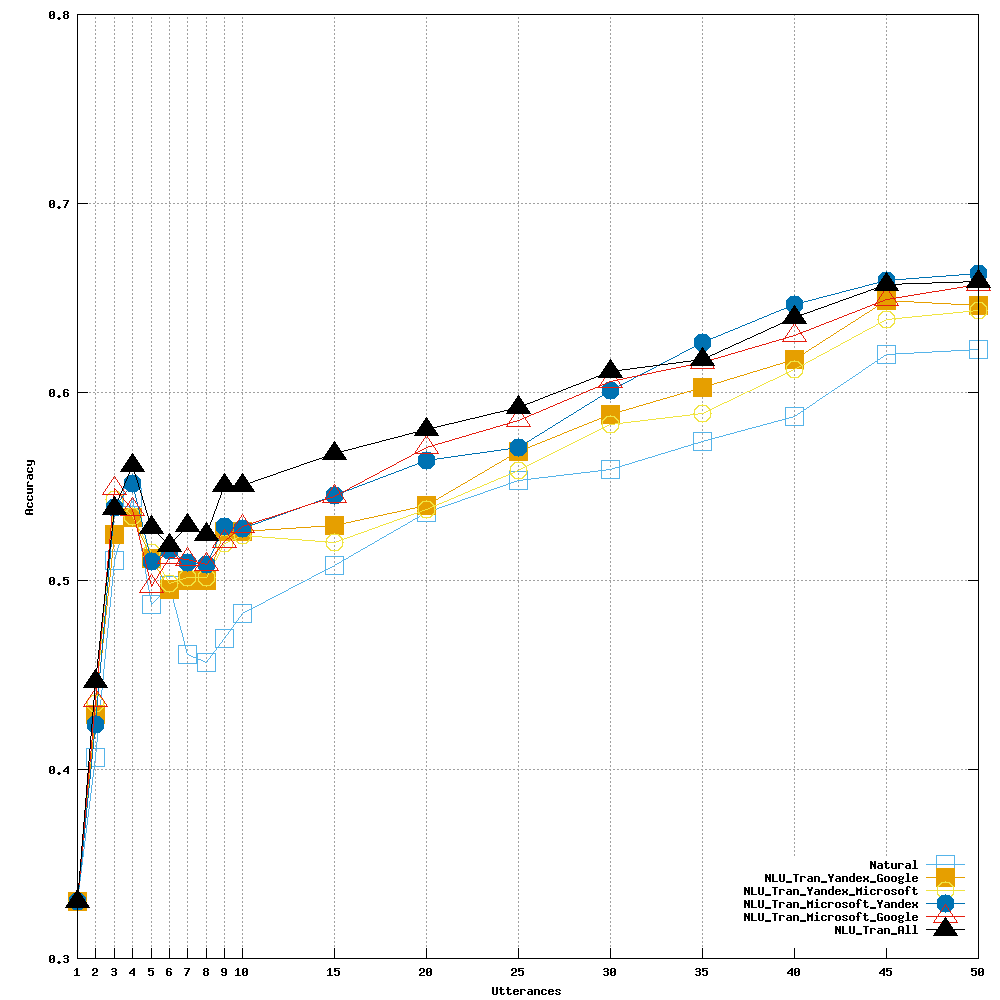 0.8
0.7
0.6
0.5
0.4
0.3
Accuracy
Natural
NLU_Tran_Yandex_Google
NLU_Tran_Yandex_Microsoft
NLU_Tran_Microsoft_Yandex
NLU_Tran_Microsoft_Google
NLU_Tran_All
1 2 3 4 5 6 7 8 9 10 15 20 25 30 35 40 45 50
Utterances